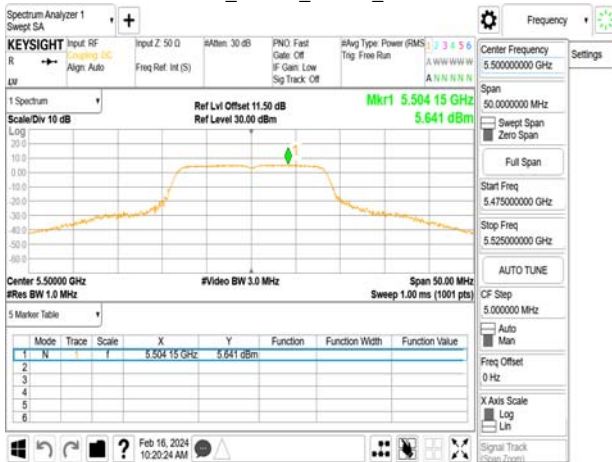 Spectrum Analyzer 1
Swept SA
Frequency
KEYSIGHT
Input: RF
Coupling: DC
Align: Auto
Input Z: 50 Ω
Freq Ref: Int (S)
#Atten: 30 dB
PNO: Fast
Gate: Off
IF Gain: Low
Sig Track: Off
#Avg Type: Power (RMS
Trig: Free Run
1 2 3 4 5 6
A W W W W W
A N N N N N
R
LV
Center Frequency
5.500000000 GHz
Settings
Span
50.0000000 MHz
Swept Span
Zero Span
Full Span
Start Freq
5.475000000 GHz
Stop Freq
5.525000000 GHz
AUTO TUNE
CF Step
5.000000 MHz
Auto
Man
Freq Offset
0 Hz
X Axis Scale
Log
Lin
Signal Track
(Span Zoom)
1 Spectrum
Scale/Div 10 dB
Ref Lvl Offset 11.50 dB
Ref Level 30.00 dBm
Mkr1 5.504 15 GHz
5.641 dBm
Log
20.0
10.0
0.00
-10.0
-20.0
-30.0
-40.0
-50.0
-60.0
1
Center 5.50000 GHz
#Res BW 1.0 MHz
#Video BW 3.0 MHz
Span 50.00 MHz
Sweep 1.00 ms (1001 pts)
5 Marker Table
Mode Trace Scale X Y Function Function Width Function Value
1 N 1 f 5.504 15 GHz 5.641 dBm
2
3
4
5
6
Feb 16, 2024
10:20:24 AM